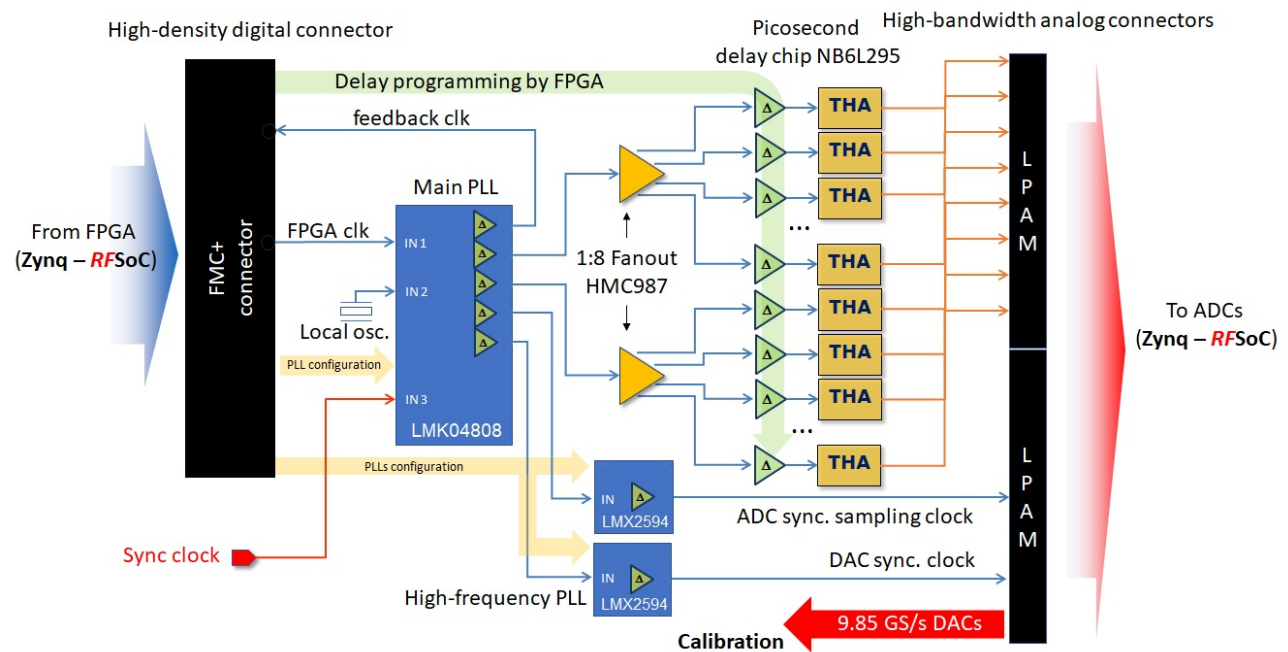 High-density digital connector
Picosecond
delay chip NB6L295
High-bandwidth analog connectors
Delay programming by FPGA
feedback clk
Main PLL
FPGA clk
From FPGA
(Zynq – RFSoC)
FMC+
connector
IN 1
IN 2
IN 3
Local osc.
PLL configuration
LMK04808
Δ
Δ
Δ
Δ
Δ
1:8 Fanout
HMC987
Δ
THA
Δ
THA
Δ
THA
...
Δ
THA
Δ
THA
Δ
THA
Δ
THA
...
Δ
THA
L
P
A
M
L
P
A
M
To ADCs
(Zynq – RFSoC)
PLLs configuration
IN
Δ
LMX2594
ADC sync. sampling clock
Sync clock
IN
Δ
LMX2594
DAC sync. clock
High-frequency PLL
9.85 GS/s DACs
Calibration